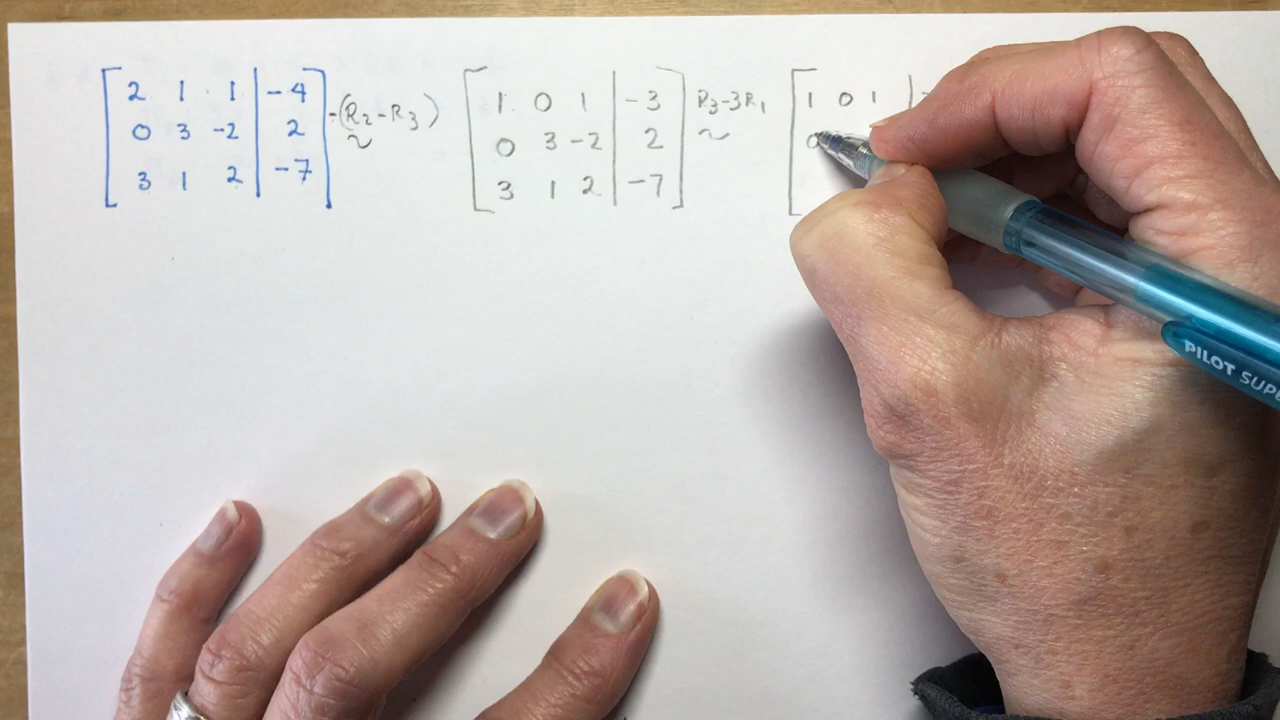 2 1 1 | -4 -(R2-R3) 1 0 1 | -3 R3-3R1 1 0 1 | -
0 3 -2 | 2 ~ 0 3 -2 | 2 ~ 0
3 1 2 | -7 3 1 2 | -7
PILOT SUPE